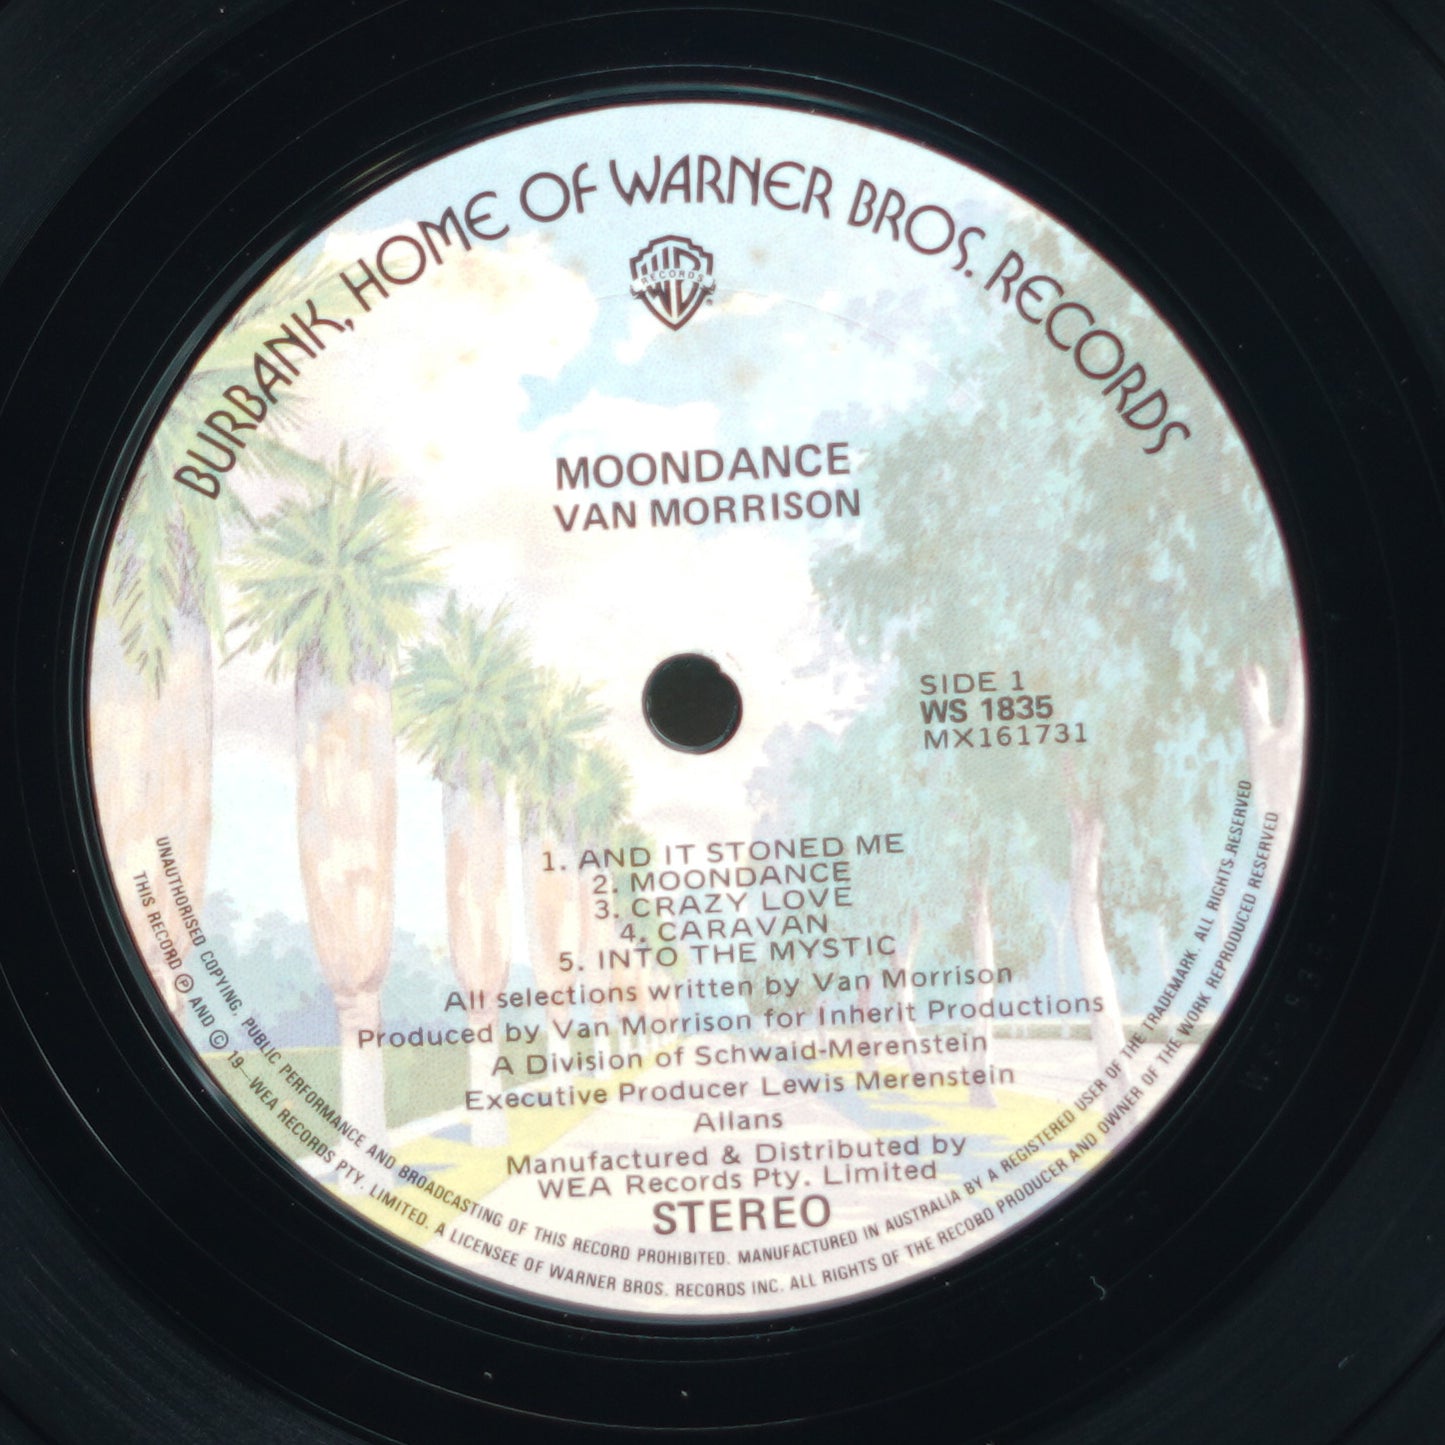 BURBANK, HOME OF WARNER BROS. RECORDS
W
RECORDS
MOONDANCE
VAN MORRISON
SIDE 1
WS 1835
MX161731
1. AND IT STONED ME
2. MOONDANCE
3. CRAZY LOVE
4. CARAVAN
5. INTO THE MYSTIC
All selections written by Van Morrison
Produced by Van Morrison for Inherit Productions
A Division of Schwaid-Merenstein
Executive Producer Lewis Merenstein
Allans
Manufactured & Distributed by
WEA Records Pty. Limited
STEREO
UNAUTHORISED COPYING, PUBLIC PERFORMANCE AND BROADCASTING OF THIS RECORD PROHIBITED. MANUFACTURED IN AUSTRALIA BY A REGISTERED USER OF THE TRADEMARK. ALL RIGHTS RESERVED
THIS RECORD ℗ AND © 19— WEA RECORDS PTY. LIMITED. A LICENSEE OF WARNER BROS. RECORDS INC. ALL RIGHTS OF THE RECORD PRODUCER AND OWNER OF THE WORK REPRODUCED RESERVED